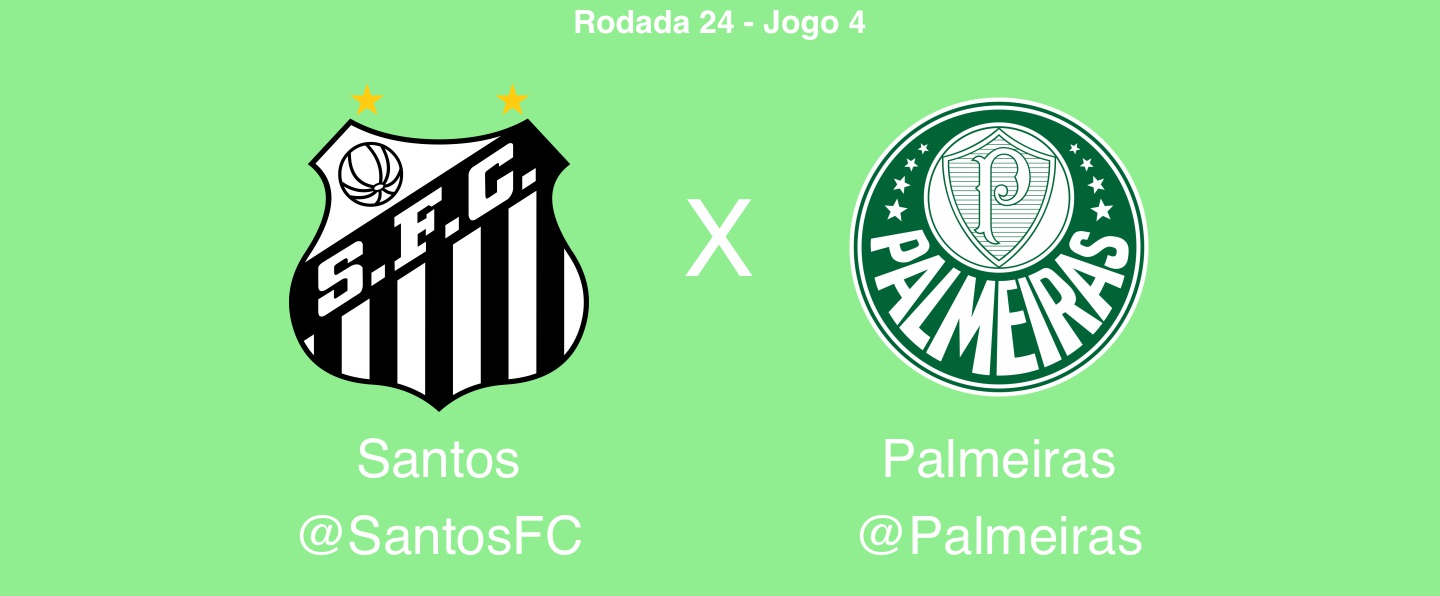 Rodada 24 - Jogo 4
S.F.C.
X
P
PALMEIRAS
Santos
Palmeiras
@SantosFC
@Palmeiras